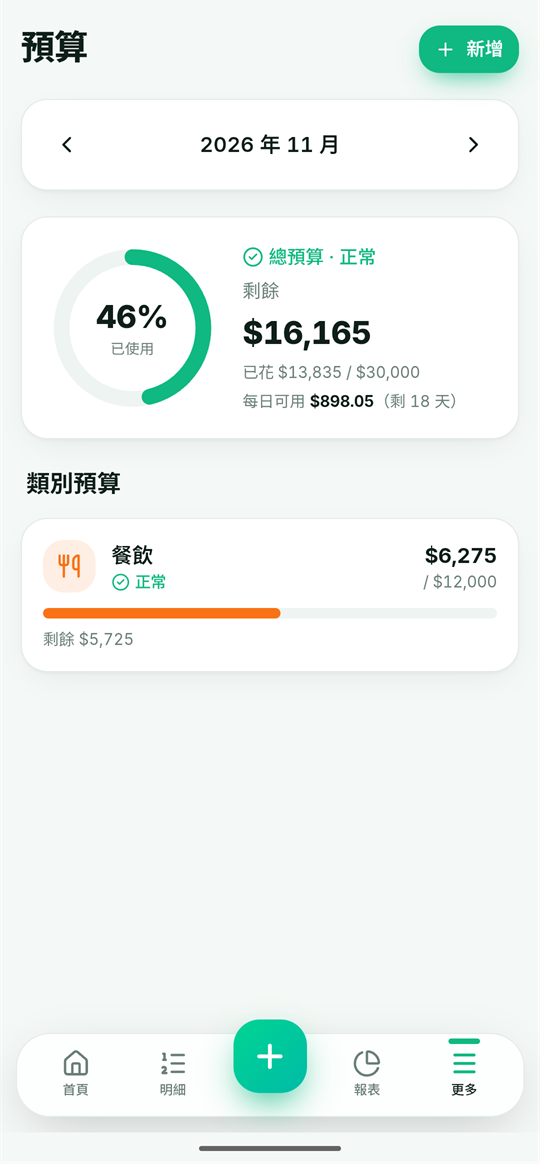 預算
新增
2026 年 11 月
46%
已使用
總預算 · 正常
剩餘
$16,165
已花 $13,835 / $30,000
每日可用 $898.05（剩 18 天）
類別預算
餐飲
正常
$6,275
/ $12,000
剩餘 $5,725
首頁
明細
報表
更多